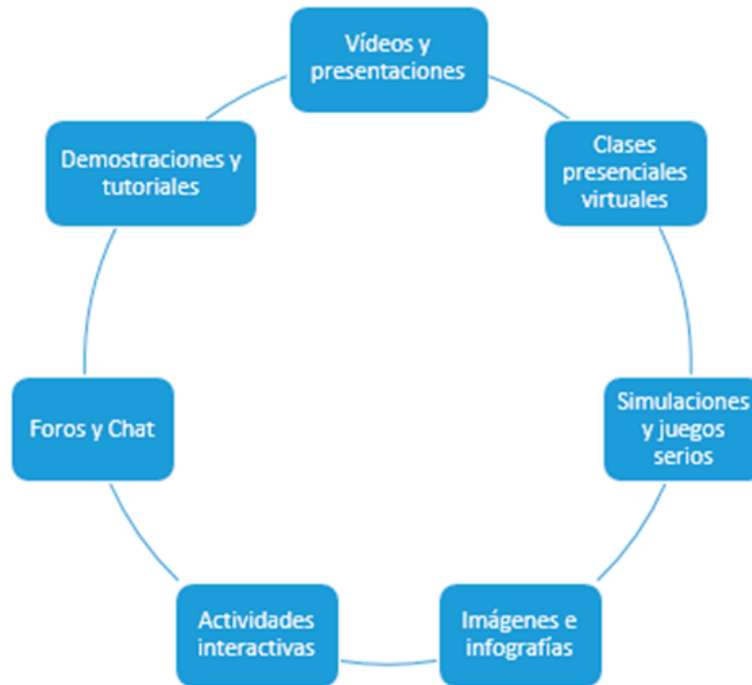 Vídeos y
presentaciones
Clases
presenciales
virtuales
Simulaciones
y juegos
serios
Imágenes e
infografías
Actividades
interactivas
Foros y Chat
Demostraciones y
tutoriales